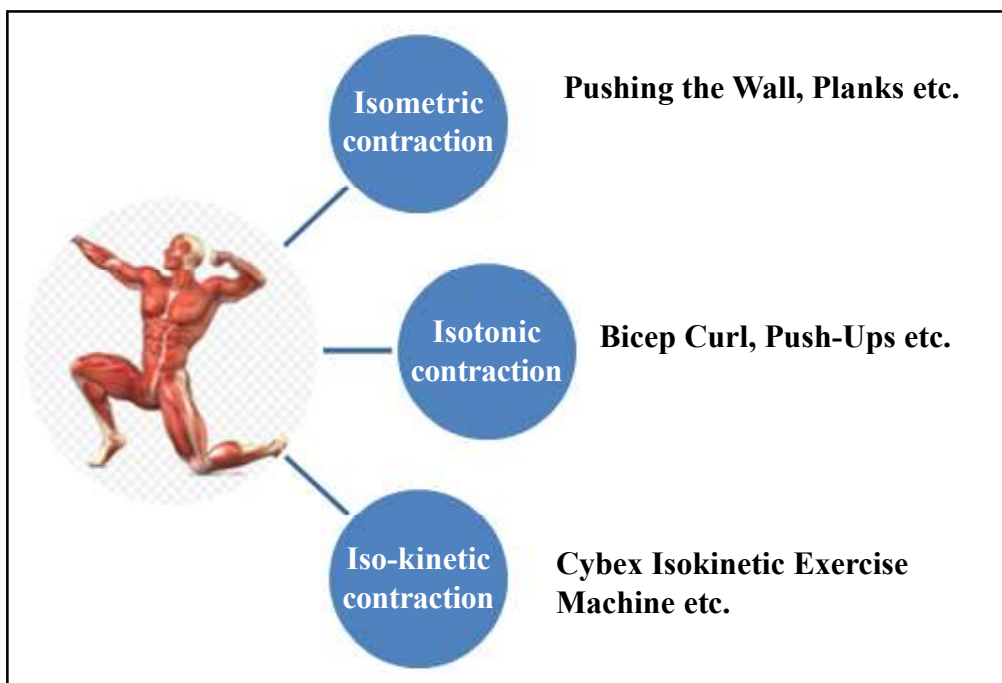 Isometric
contraction
Pushing the Wall, Planks etc.
Isotonic
contraction
Bicep Curl, Push-Ups etc.
Iso-kinetic
contraction
Cybex Isokinetic Exercise
Machine etc.